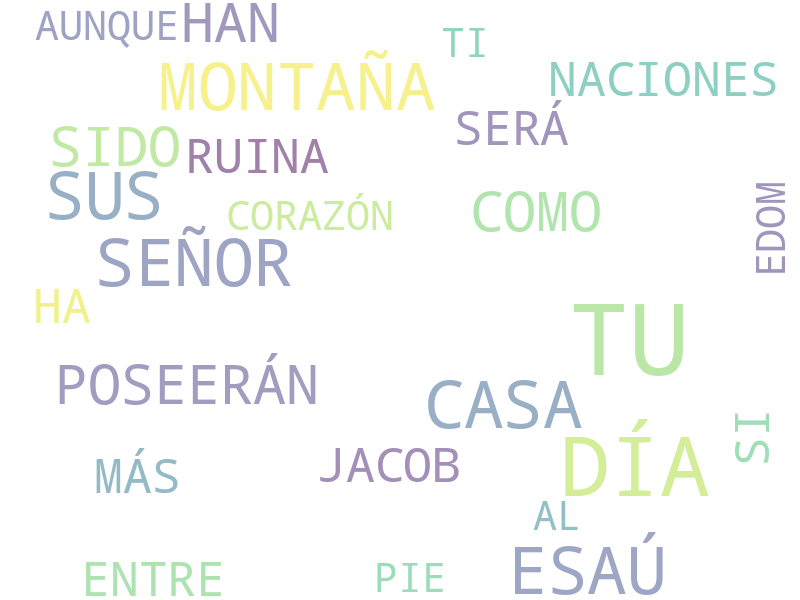 AUNQUE HAN
TI
MONTAÑA
NACIONES
SERÁ
SIDO
RUINA
SUS
CORAZÓN
COMO
EDOM
SEÑOR
HA
TU
POSEERÁN
CASA
SI
DÍA
MÁS
JACOB
AL
ENTRE
PIE
ESAÚ